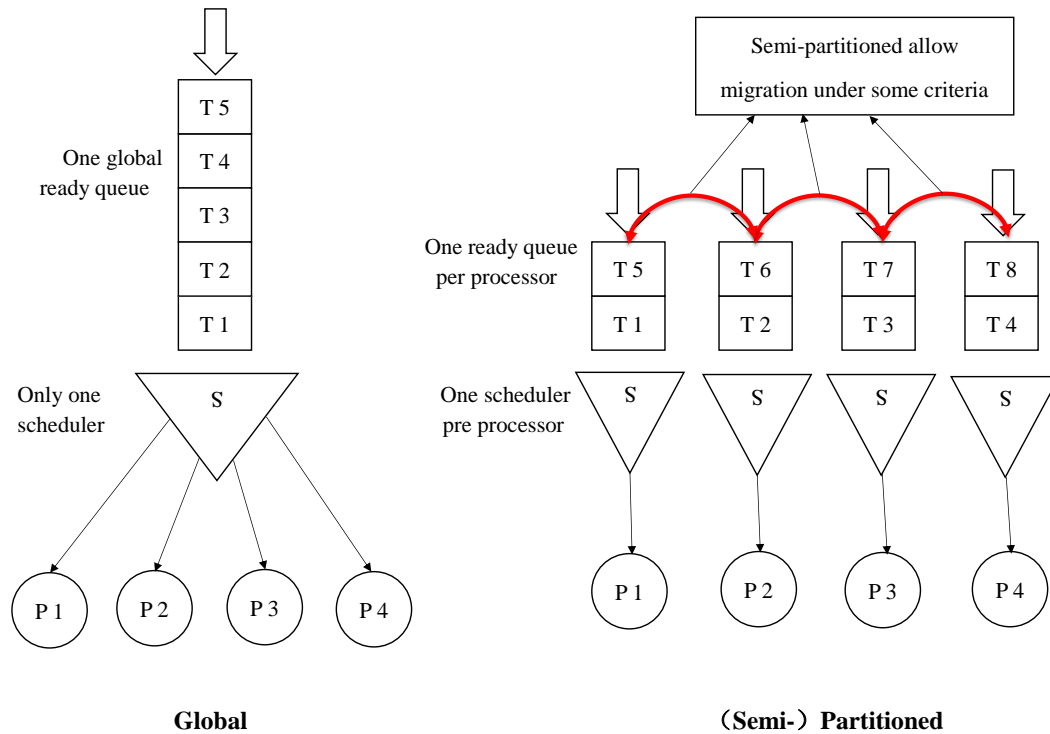 T 5
T 4
T 3
T 2
T 1
One global
ready queue
Only one
scheduler
S
P 1
P 2
P 3
P 4
Global
Semi-partitioned allow
migration under some criteria
One ready queue
per processor
T 5
T 6
T 7
T 8
T 1
T 2
T 3
T 4
One scheduler
pre processor
S
S
S
S
P 1
P 2
P 3
P 4
（Semi-）Partitioned